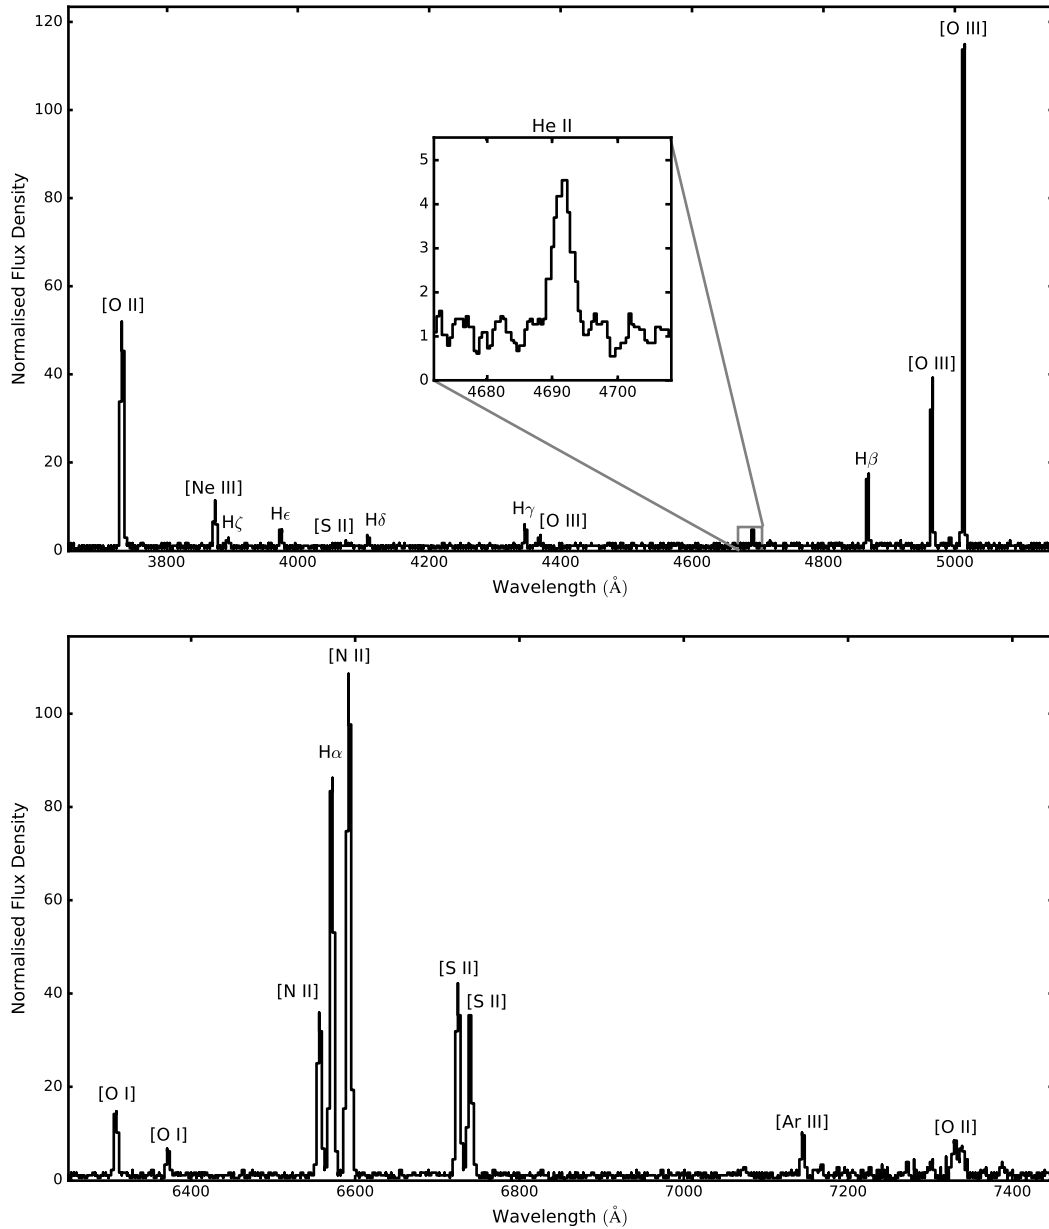 120
[O III]
100
He II
5
80
4
3
60
[O II]
2
1
40
[O III]
0
4680 4690 4700
20
[Ne III]
Hζ
Hϵ
[S II]
Hδ
Hγ
[O III]
Hβ
0
3800 4000 4200 4400 4600 4800 5000
Wavelength (Å)
Normalised Flux Density
[N II]
100
Hα
80
60
[S II]
[N II]
[S II]
40
20
[O I]
[O I]
[Ar III]
[O II]
0
6400 6600 6800 7000 7200 7400
Wavelength (Å)
Normalised Flux Density